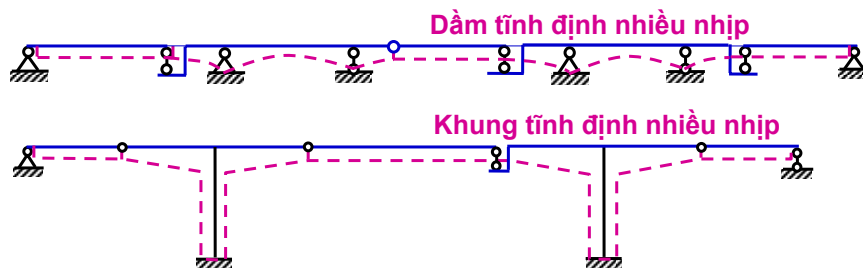 Dầm tĩnh định nhiều nhịp
Khung tĩnh định nhiều nhịp